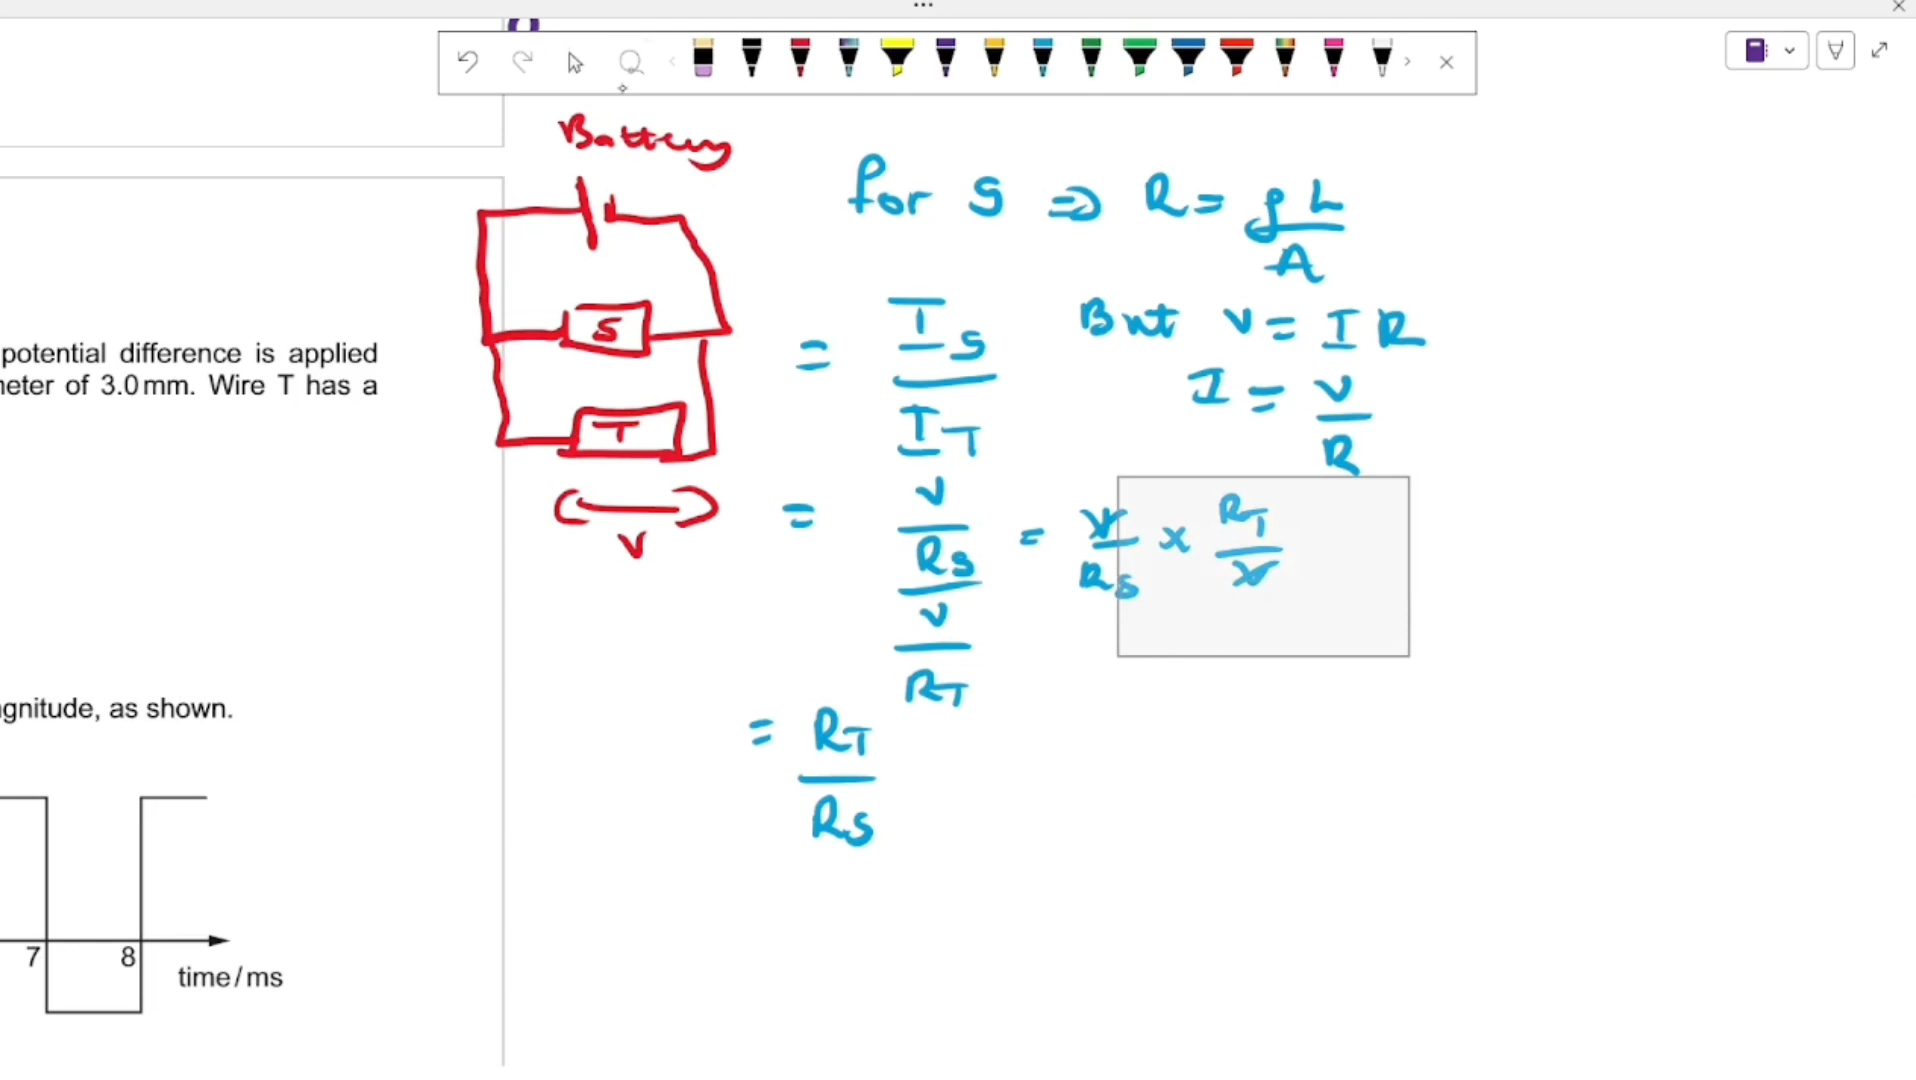 Battery
S
T
V
for S ⇒ R = ρL/A
= I_S/I_T
But V = IR
I = V/R
= V/R_S / V/R_T = V/R_S × R_T/V
= R_T/R_S
potential difference is applied
neter of 3.0 mm. Wire T has a
gnitude, as shown.
7 8
time / ms